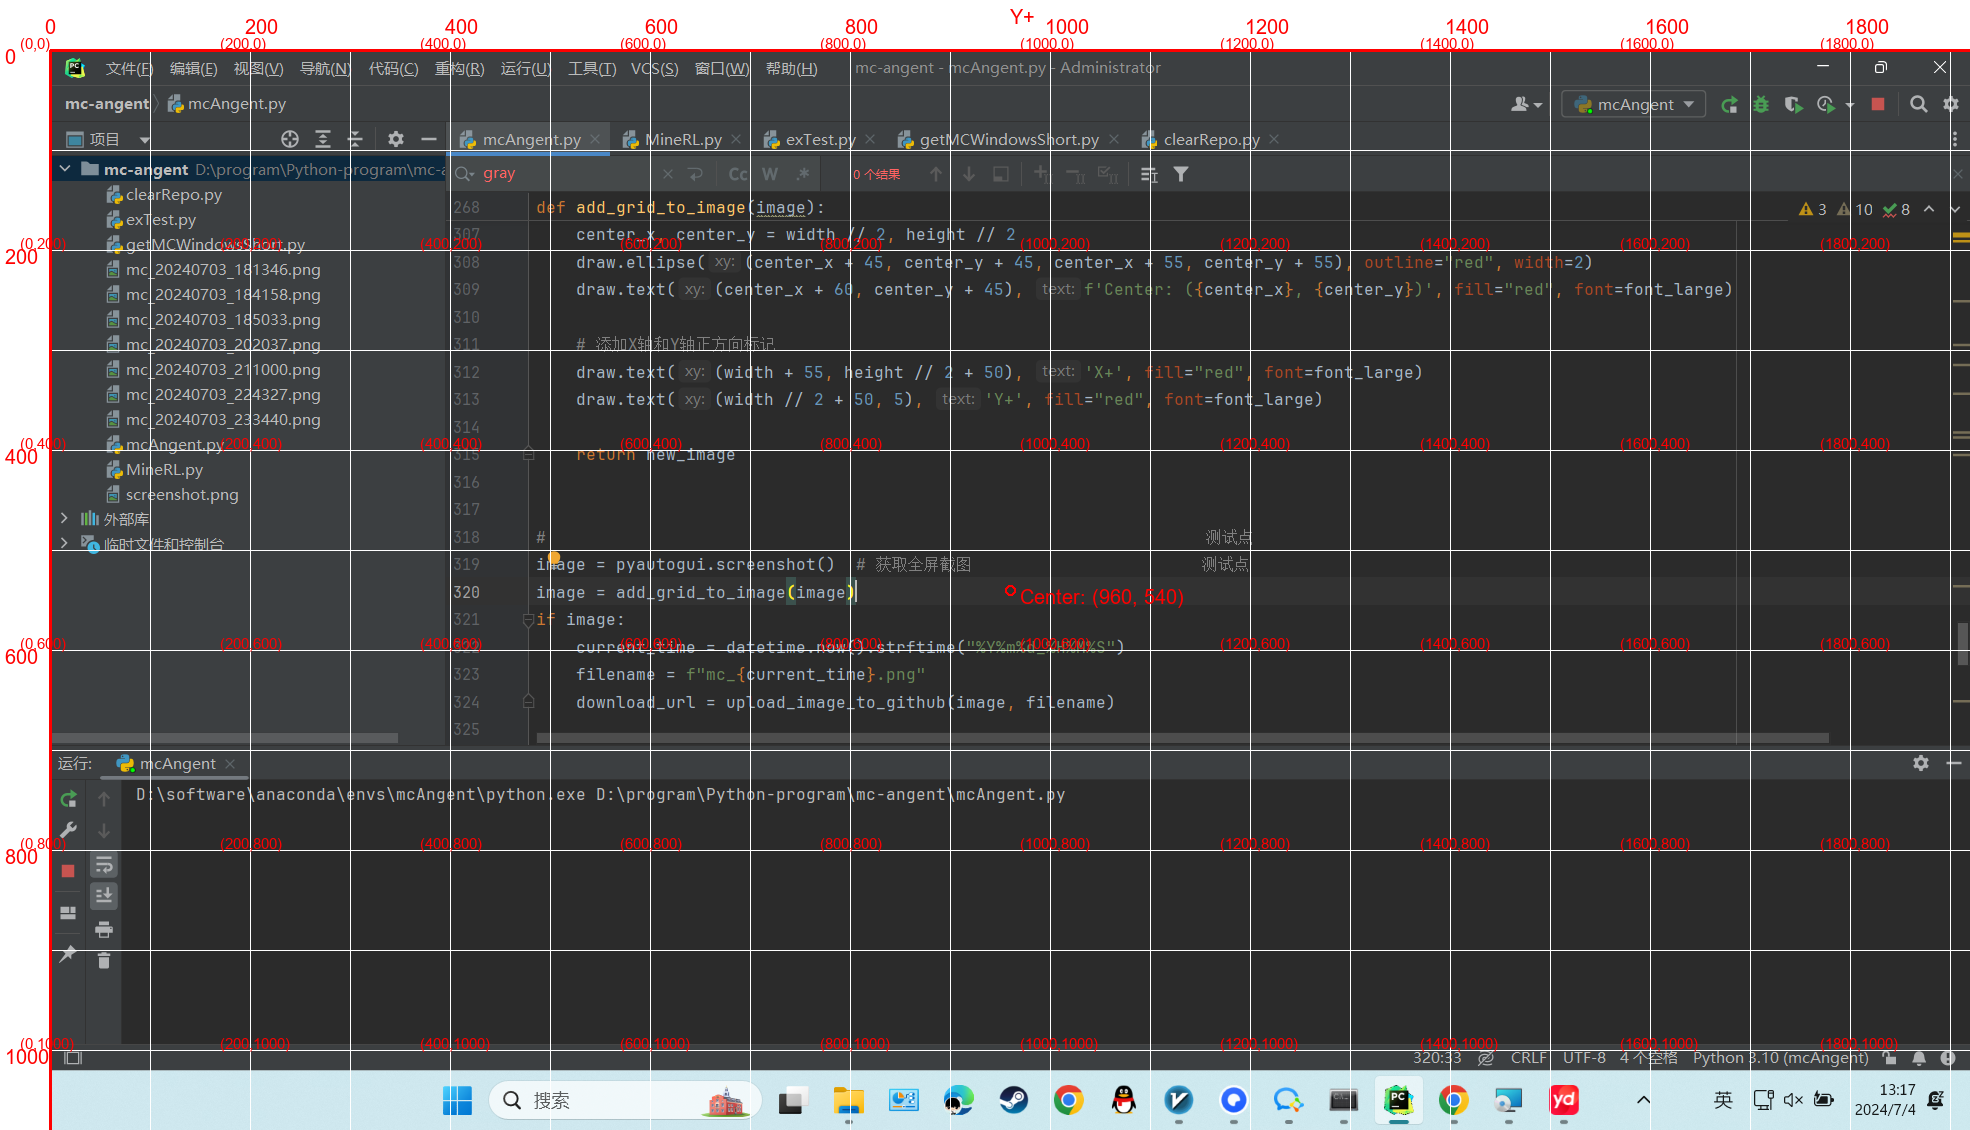 Y+
0 200 400 600 800 1000 1200 1400 1600 1800
(0,0) (200,0) (400,0) (600,0) (800,0) (1000,0) (1200,0) (1400,0) (1600,0) (1800,0)
0
文件(F) 编辑(E) 视图(V) 导航(N) 代码(C) 重构(R) 运行(U) 工具(T) VCS(S) 窗口(W) 帮助(H) mc-angent - mcAngent.py - Administrator
mc-angent mcAngent.py mcAngent
项目 mcAngent.py MineRL.py exTest.py getMCWindowsShort.py clearRepo.py
mc-angent D:\program\Python-program\mc-a
gray Cc W .* 0 个结果
clearRepo.py
exTest.py
getMCWindowsShort.py
mc_20240703_181346.png
mc_20240703_184158.png
mc_20240703_185033.png
mc_20240703_202037.png
mc_20240703_211000.png
mc_20240703_224327.png
mc_20240703_233440.png
mcAngent.py
MineRL.py
screenshot.png
外部库
临时文件和控制台
268 def add_grid_to_image(image):
3 10 8
307 center_x, center_y = width // 2, height // 2
(0,200) (200,200) (400,200) (600,200) (800,200) (1000,200) (1200,200) (1400,200) (1600,200) (1800,200)
200
308 draw.ellipse( xy: (center_x + 45, center_y + 45, center_x + 55, center_y + 55), outline="red", width=2)
309 draw.text( xy: (center_x + 60, center_y + 45), text: f'Center: ({center_x}, {center_y})', fill="red", font=font_large)
310
311 # 添加X轴和Y轴正方向标记
312 draw.text( xy: (width + 55, height // 2 + 50), text: 'X+', fill="red", font=font_large)
313 draw.text( xy: (width // 2 + 50, 5), text: 'Y+', fill="red", font=font_large)
314
(0,400) (200,400) (400,400) (600,400) (800,400) (1000,400) (1200,400) (1400,400) (1600,400) (1800,400)
400
315 return new_image
316
317
318 # 测试点
319 image = pyautogui.screenshot() # 获取全屏截图 测试点
320 image = add_grid_to_image(image)
Center: (960, 540)
321 if image:
(0,600) (200,600) (400,600) (600,600) (800,600) (1000,600) (1200,600) (1400,600) (1600,600) (1800,600)
600
322 current_time = datetime.now().strftime("%Y%m%d_%H%M%S")
323 filename = f"mc_{current_time}.png"
324 download_url = upload_image_to_github(image, filename)
325
运行: mcAngent
D:\software\anaconda\envs\mcAngent\python.exe D:\program\Python-program\mc-angent\mcAngent.py
(0,800) (200,800) (400,800) (600,800) (800,800) (1000,800) (1200,800) (1400,800) (1600,800) (1800,800)
800
(0,1000) (200,1000) (400,1000) (600,1000) (800,1000) (1000,1000) (1200,1000) (1400,1000) (1600,1000) (1800,1000)
1000
320:33 CRLF UTF-8 4 个空格 Python 3.10 (mcAngent)
搜索
PC
yd
英
13:17
2024/7/4